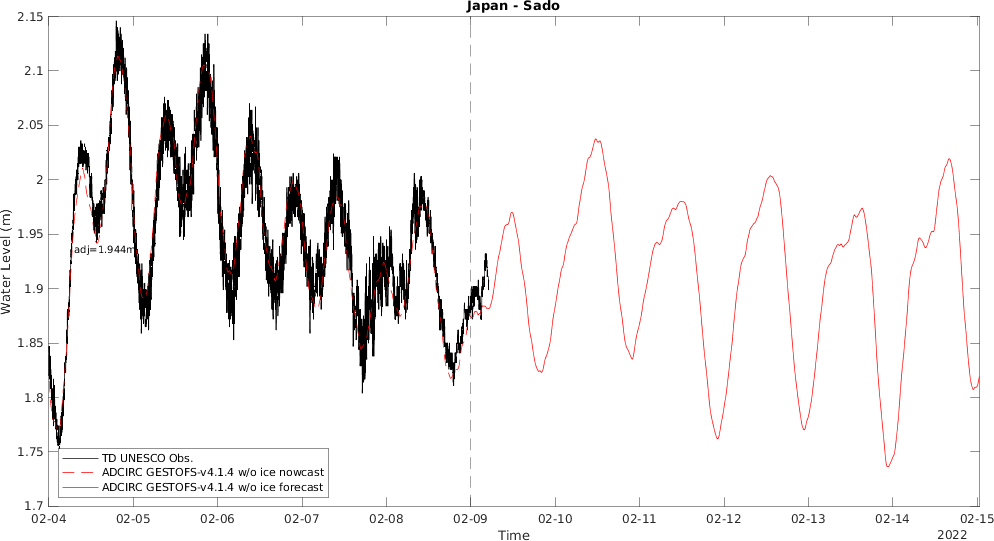 Japan - Sado
2.15
2.1
2.05
2
1.95
1.9
1.85
1.8
1.75
1.7
Water Level (m)
adj=1.944m
TD UNESCO Obs.
ADCIRC GESTOFS-v4.1.4 w/o ice nowcast
ADCIRC GESTOFS-v4.1.4 w/o ice forecast
02-04 02-05 02-06 02-07 02-08 02-09 02-10 02-11 02-12 02-13 02-14 02-15
Time
2022